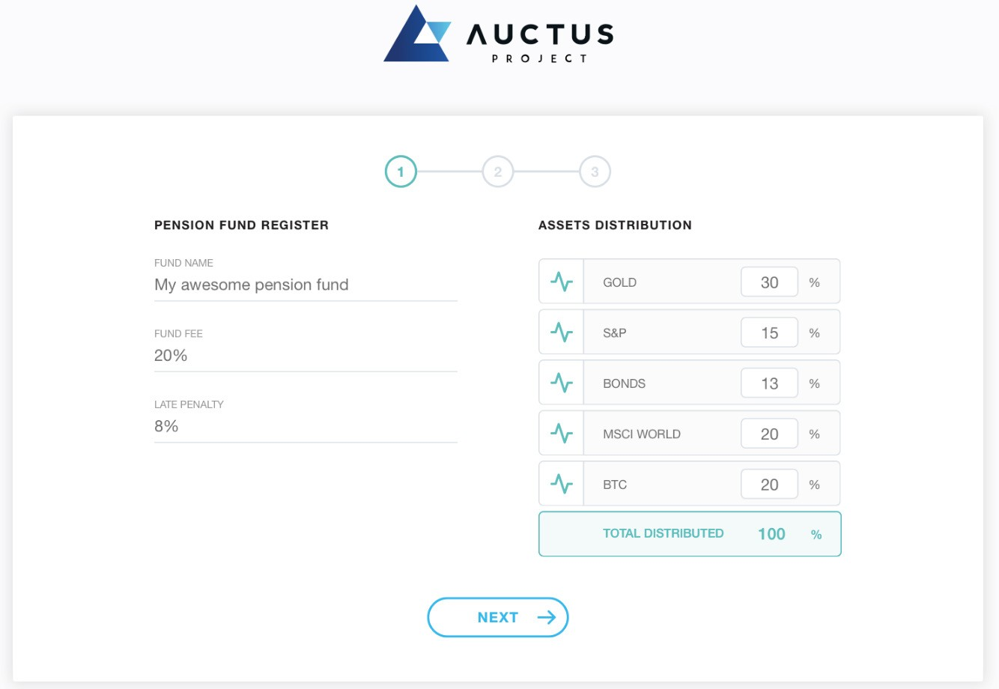 AUCTUS
PROJECT
1 2 3
PENSION FUND REGISTER
FUND NAME
My awesome pension fund
FUND FEE
20%
LATE PENALTY
8%
ASSETS DISTRIBUTION
GOLD 30 %
S&P 15 %
BONDS 13 %
MSCI WORLD 20 %
BTC 20 %
TOTAL DISTRIBUTED 100 %
NEXT